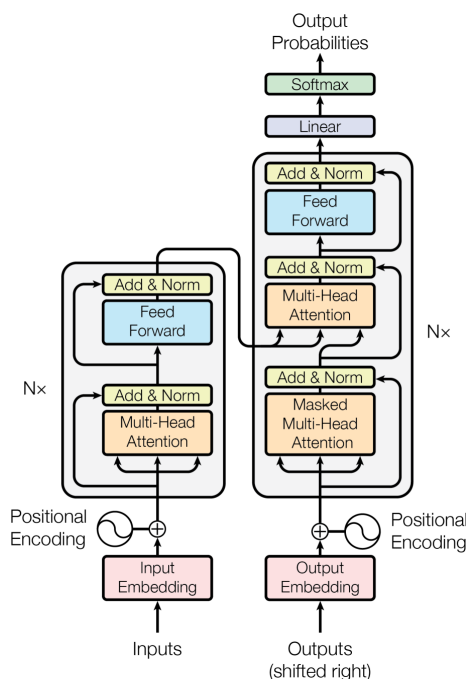 Output
Probabilities
Softmax
Linear
Add & Norm
Feed
Forward
Add & Norm
Multi-Head
Attention
Add & Norm
Masked
Multi-Head
Attention
N×
Add & Norm
Feed
Forward
Add & Norm
Multi-Head
Attention
N×
Positional
Encoding
Positional
Encoding
Input
Embedding
Output
Embedding
Inputs
Outputs
(shifted right)